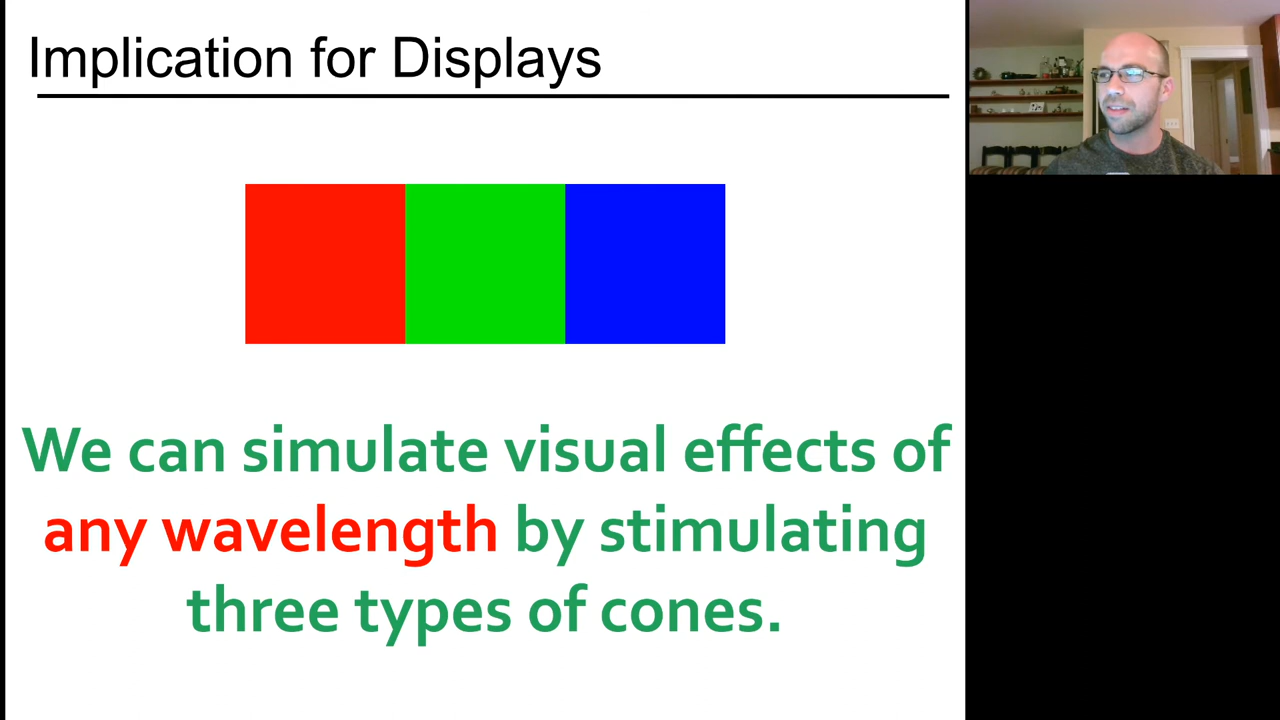 Implication for Displays
We can simulate visual effects of
any wavelength by stimulating
three types of cones.